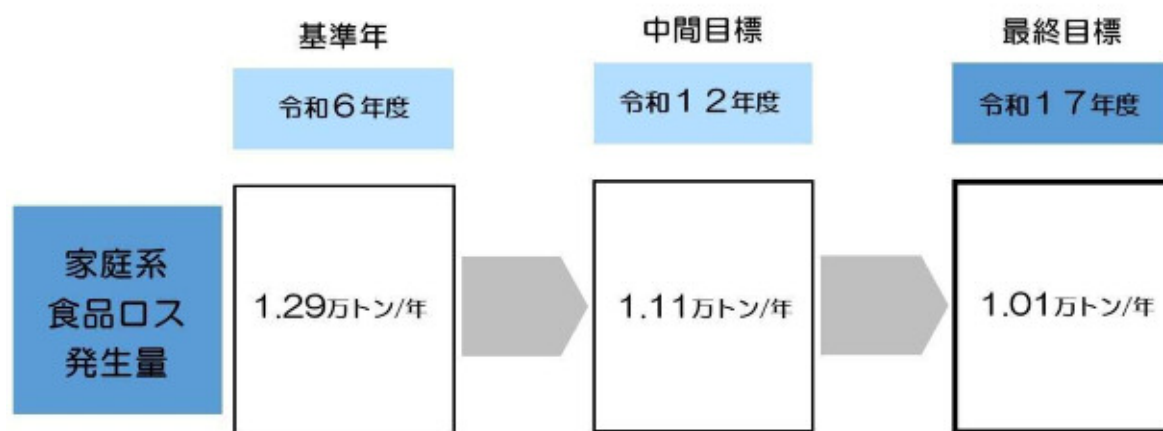 基準年
中間目標
最終目標
令和６年度
令和１２年度
令和１７年度
家庭系
食品ロス
発生量
1.29万トン/年
1.11万トン/年
1.01万トン/年